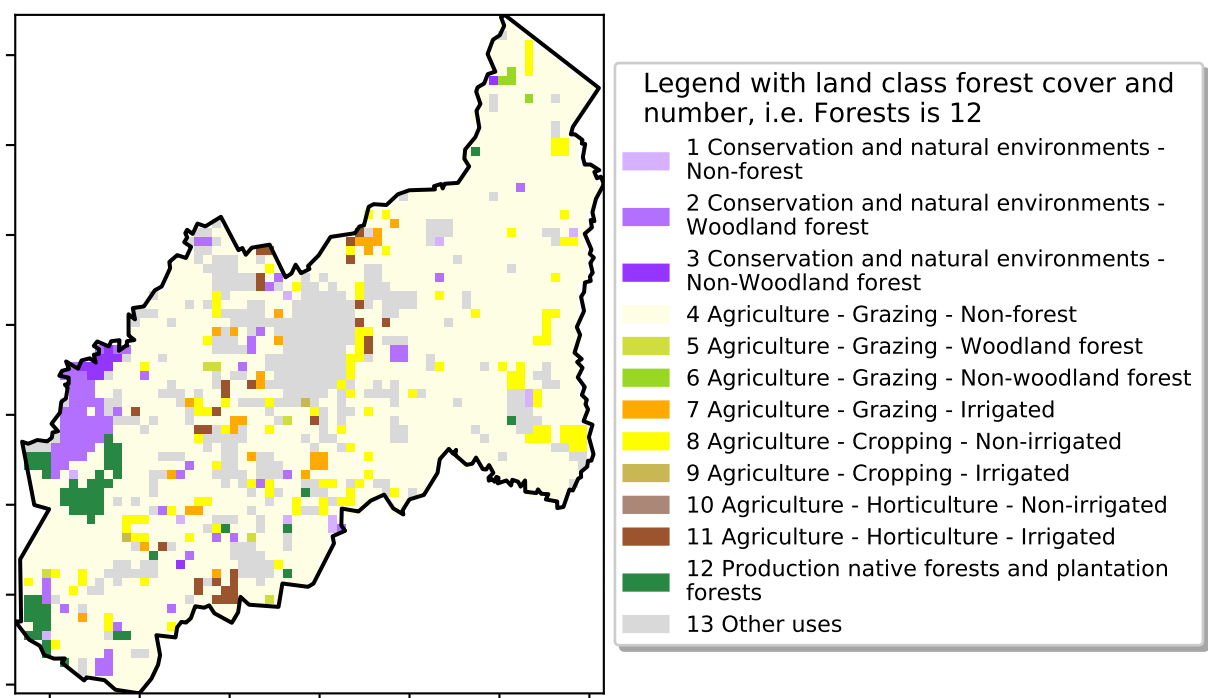 Legend with land class forest cover and
number, i.e. Forests is 12
1 Conservation and natural environments -
Non-forest
2 Conservation and natural environments -
Woodland forest
3 Conservation and natural environments -
Non-Woodland forest
4 Agriculture - Grazing - Non-forest
5 Agriculture - Grazing - Woodland forest
6 Agriculture - Grazing - Non-woodland forest
7 Agriculture - Grazing - Irrigated
8 Agriculture - Cropping - Non-irrigated
9 Agriculture - Cropping - Irrigated
10 Agriculture - Horticulture - Non-irrigated
11 Agriculture - Horticulture - Irrigated
12 Production native forests and plantation
forests
13 Other uses